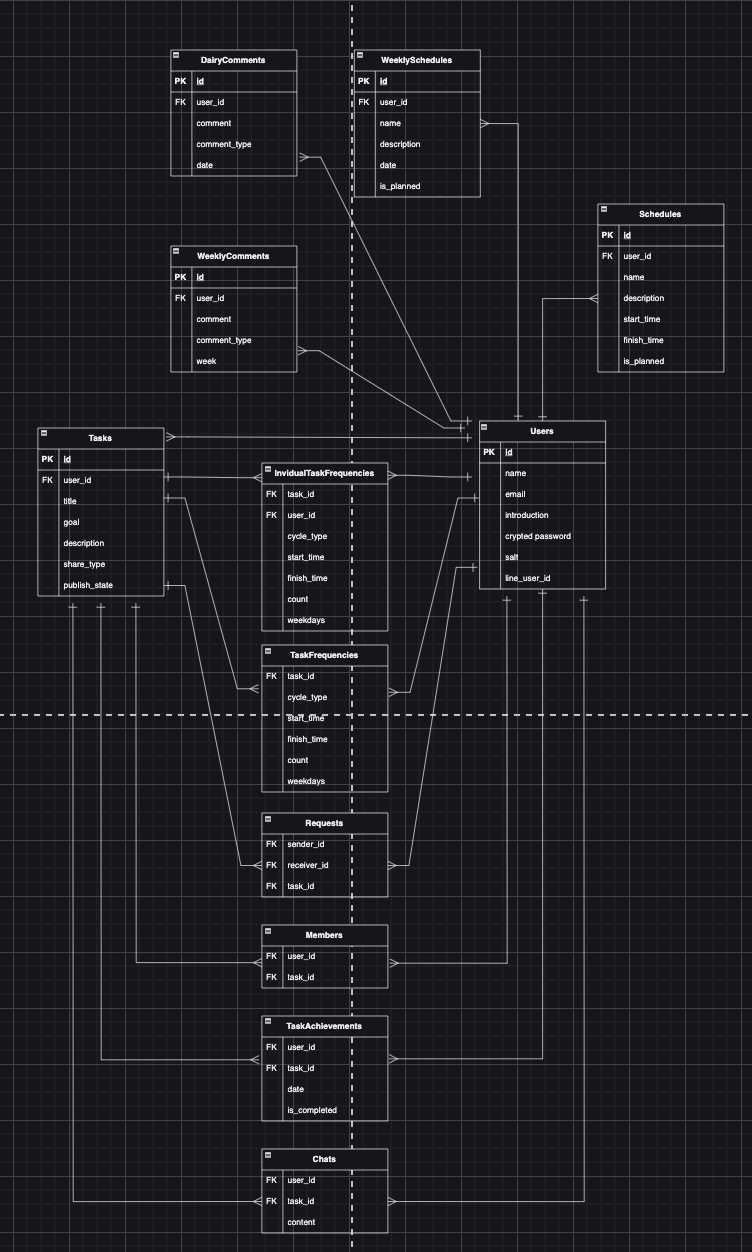 DairyComments
PK id
FK user_id
comment
comment_type
date
WeeklySchedules
PK id
FK user_id
name
description
date
is_planned
Schedules
PK id
FK user_id
name
description
start_time
finish_time
is_planned
WeeklyComments
PK id
FK user_id
comment
comment_type
week
Tasks
PK id
FK user_id
title
goal
description
share_type
publish_state
Users
PK id
name
email
introduction
crypted password
salt
line_user_id
InvidualTaskFrequencies
FK task_id
FK user_id
cycle_type
start_time
finish_time
count
weekdays
TaskFrequencies
FK task_id
cycle_type
start_time
finish_time
count
weekdays
Requests
FK sender_id
FK receiver_id
FK task_id
Members
FK user_id
FK task_id
TaskAchievements
FK user_id
FK task_id
date
is_completed
Chats
FK user_id
FK task_id
content